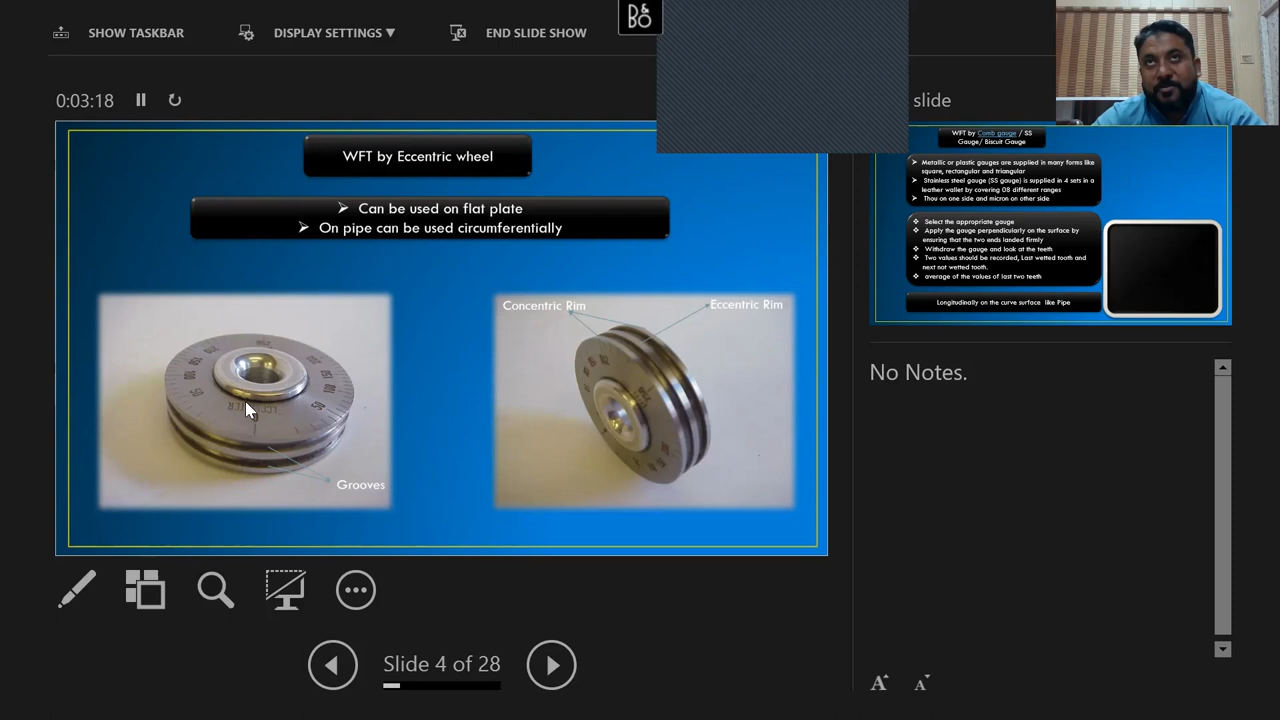 SHOW TASKBAR
DISPLAY SETTINGS ▼
END SLIDE SHOW
B&O
0:03:18
slide
WFT by Eccentric wheel
➢ Can be used on flat plate
➢ On pipe can be used circumferentially
Grooves
Concentric Rim
Eccentric Rim
WFT by Comb gauge / SS
Gauge/ Biscuit Gauge
➢ Metallic or plastic gauges are supplied in many forms like
square, rectangular and triangular
➢ Stainless steel gauge (SS gauge) is supplied in 4 sets in a
leather wallet by covering 08 different ranges
➢ Thou on one side and micron on other side
❖ Select the appropriate gauge
❖ Apply the gauge perpendicularly on the surface by
ensuring that the two ends landed firmly
❖ Withdraw the gauge and look at the teeth
❖ Two values should be recorded, Last wetted tooth and
next not wetted tooth.
❖ average of the values of last two teeth
Longitudinally on the curve surface like Pipe
No Notes.
Slide 4 of 28
A A